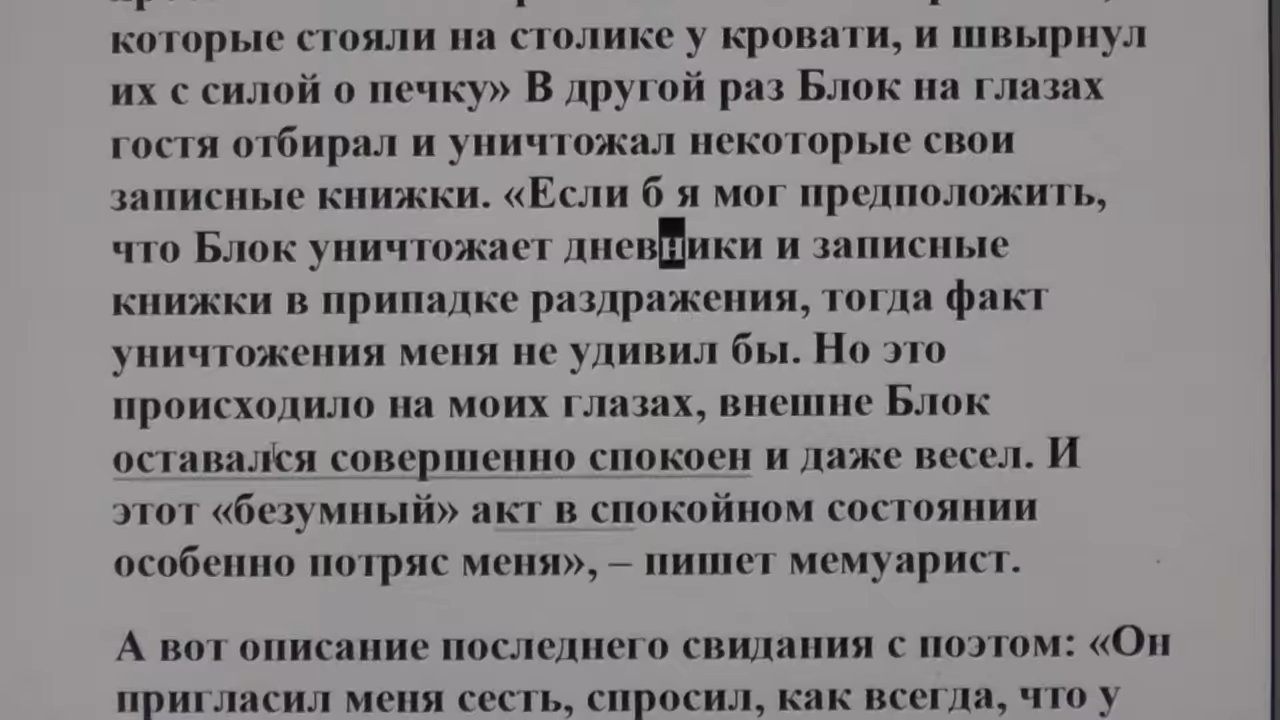 которые стояли на столике у кровати, и швырнул
их с силой о печку» В другой раз Блок на глазах
гостя отбирал и уничтожал некоторые свои
записные книжки. «Если б я мог предположить,
что Блок уничтожает дневники и записные
книжки в припадке раздражения, тогда факт
уничтожения меня не удивил бы. Но это
происходило на моих глазах, внешне Блок
оставался совершенно спокоен и даже весел. И
этот «безумный» акт в спокойном состоянии
особенно потряс меня», – пишет мемуарист.
А вот описание последнего свидания с поэтом: «Он
пригласил меня сесть, спросил, как всегда, что у